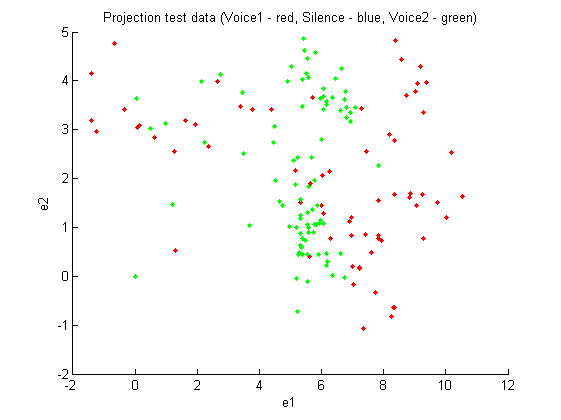 Projection test data (Voice1 - red, Silence - blue, Voice2 - green)
5
4
3
2
1
0
-1
-2
e2
-2 0 2 4 6 8 10 12
e1